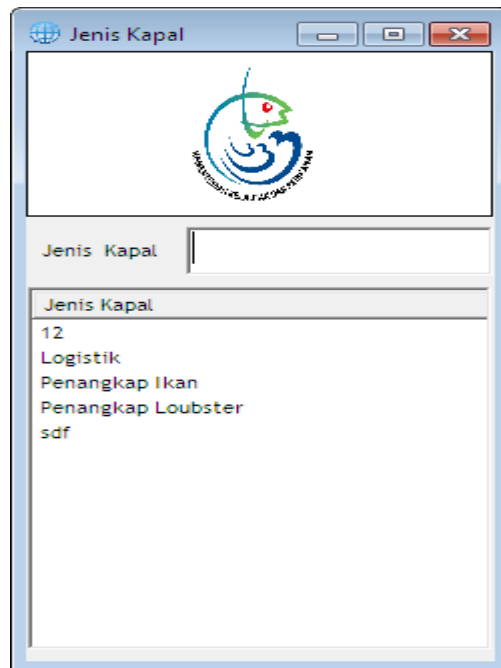 Jenis Kapal
Jenis Kapal
Jenis Kapal
12
Logistik
Penangkap Ikan
Penangkap Loubster
sdf